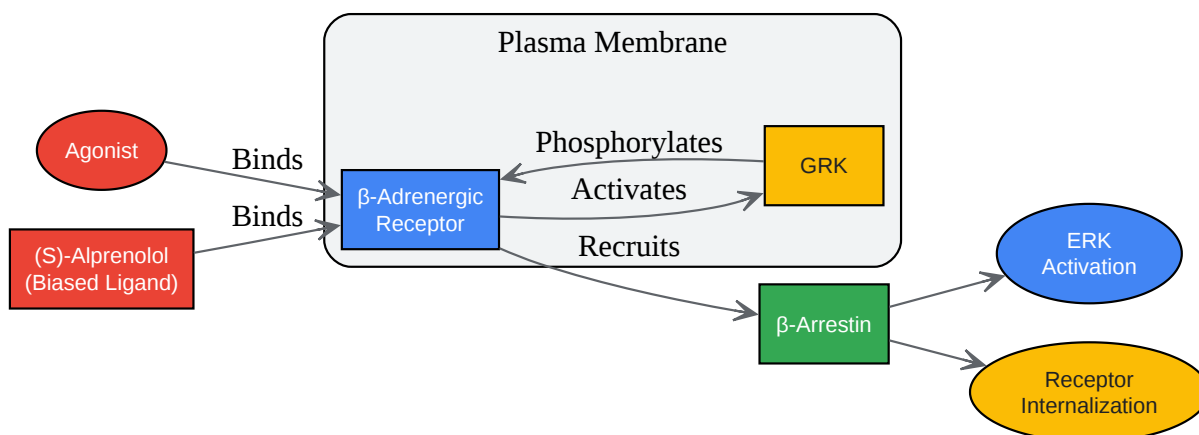 Plasma Membrane
Agonist
Binds
Phosphorylates
GRK
β-Adrenergic
Receptor
Activates
Binds
(S)-Alprenolol
(Biased Ligand)
Recruits
ERK
Activation
β-Arrestin
Receptor
Internalization